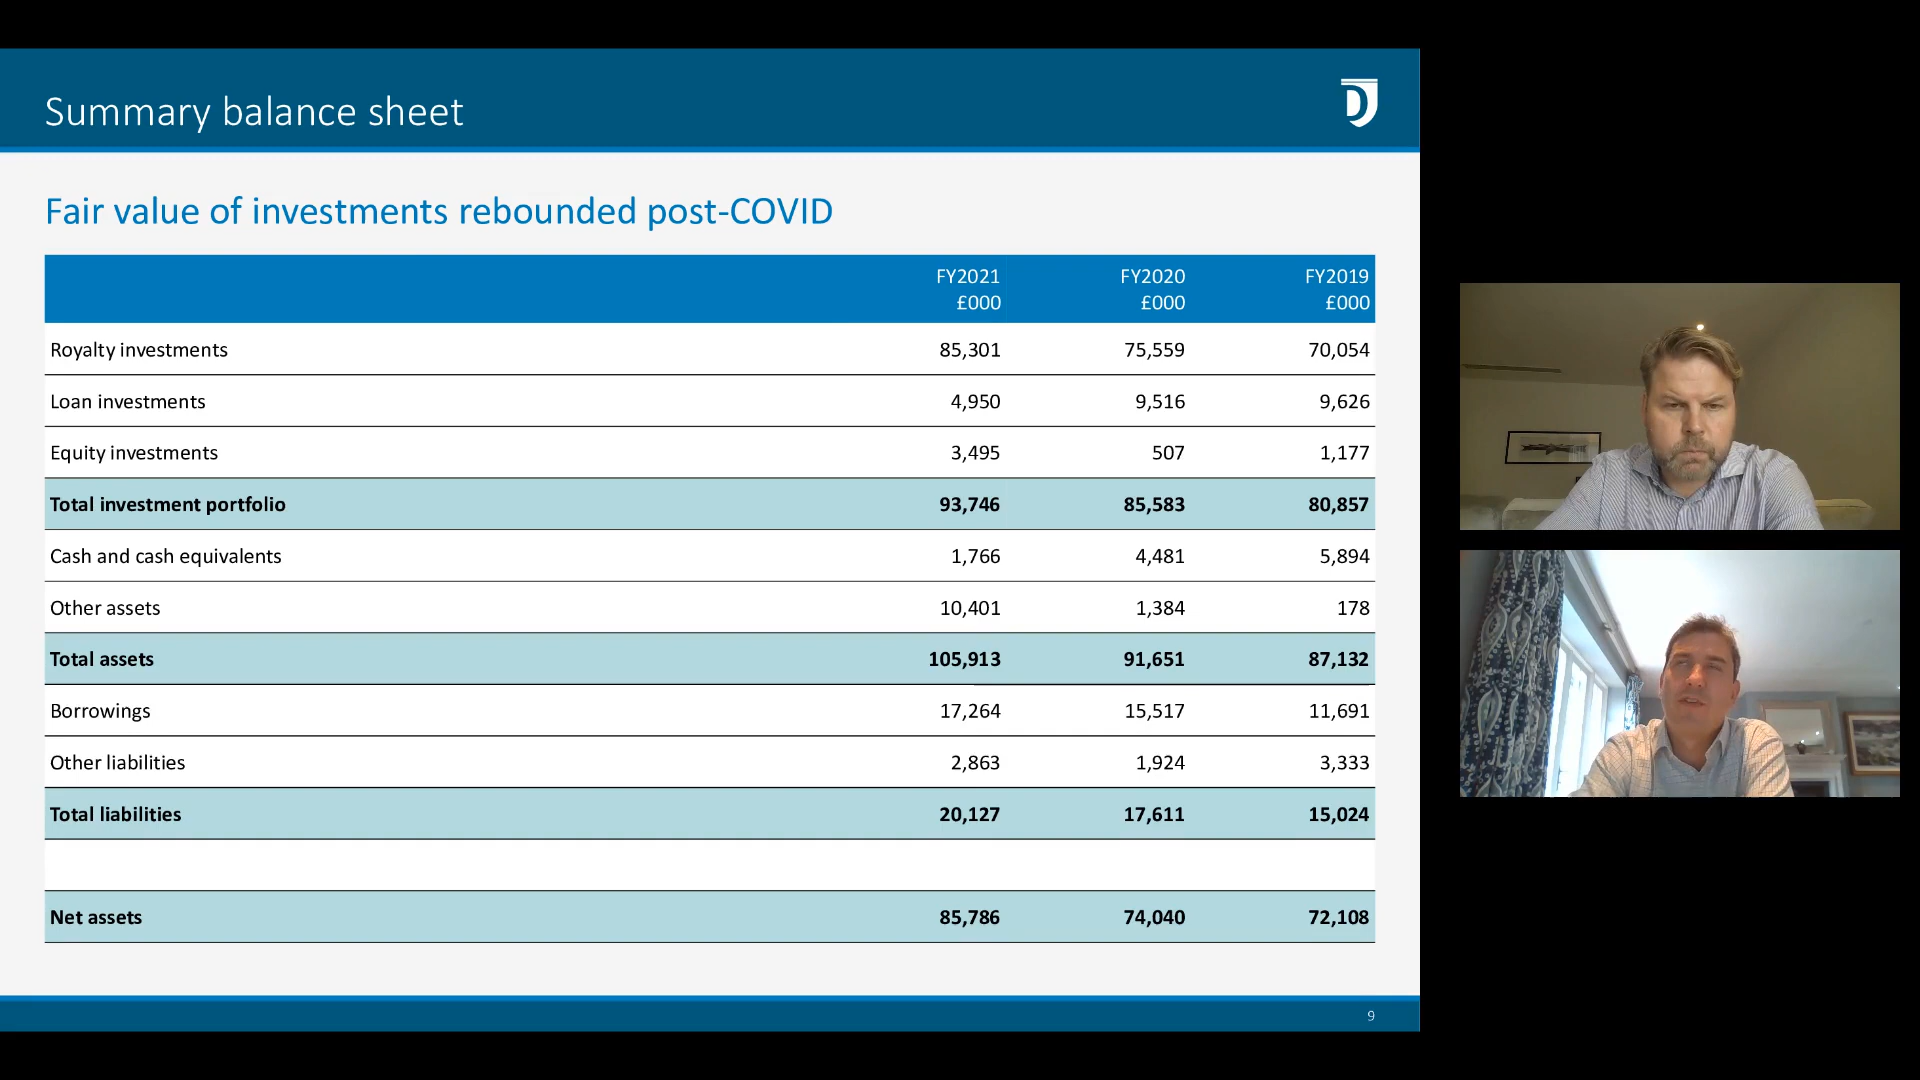 Summary balance sheet
Fair value of investments rebounded post-COVID
FY2021 FY2020 FY2019
£000 £000 £000
Royalty investments 85,301 75,559 70,054
Loan investments 4,950 9,516 9,626
Equity investments 3,495 507 1,177
Total investment portfolio 93,746 85,583 80,857
Cash and cash equivalents 1,766 4,481 5,894
Other assets 10,401 1,384 178
Total assets 105,913 91,651 87,132
Borrowings 17,264 15,517 11,691
Other liabilities 2,863 1,924 3,333
Total liabilities 20,127 17,611 15,024
Net assets 85,786 74,040 72,108
9